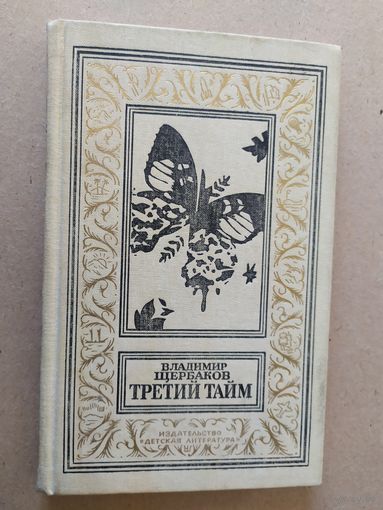 ВЛАДИМИР
ЩЕРБАКОВ
ТРЕТИЙ ТАЙМ
ИЗДАТЕЛЬСТВО
«ДЕТСКАЯ ЛИТЕРАТУРА»